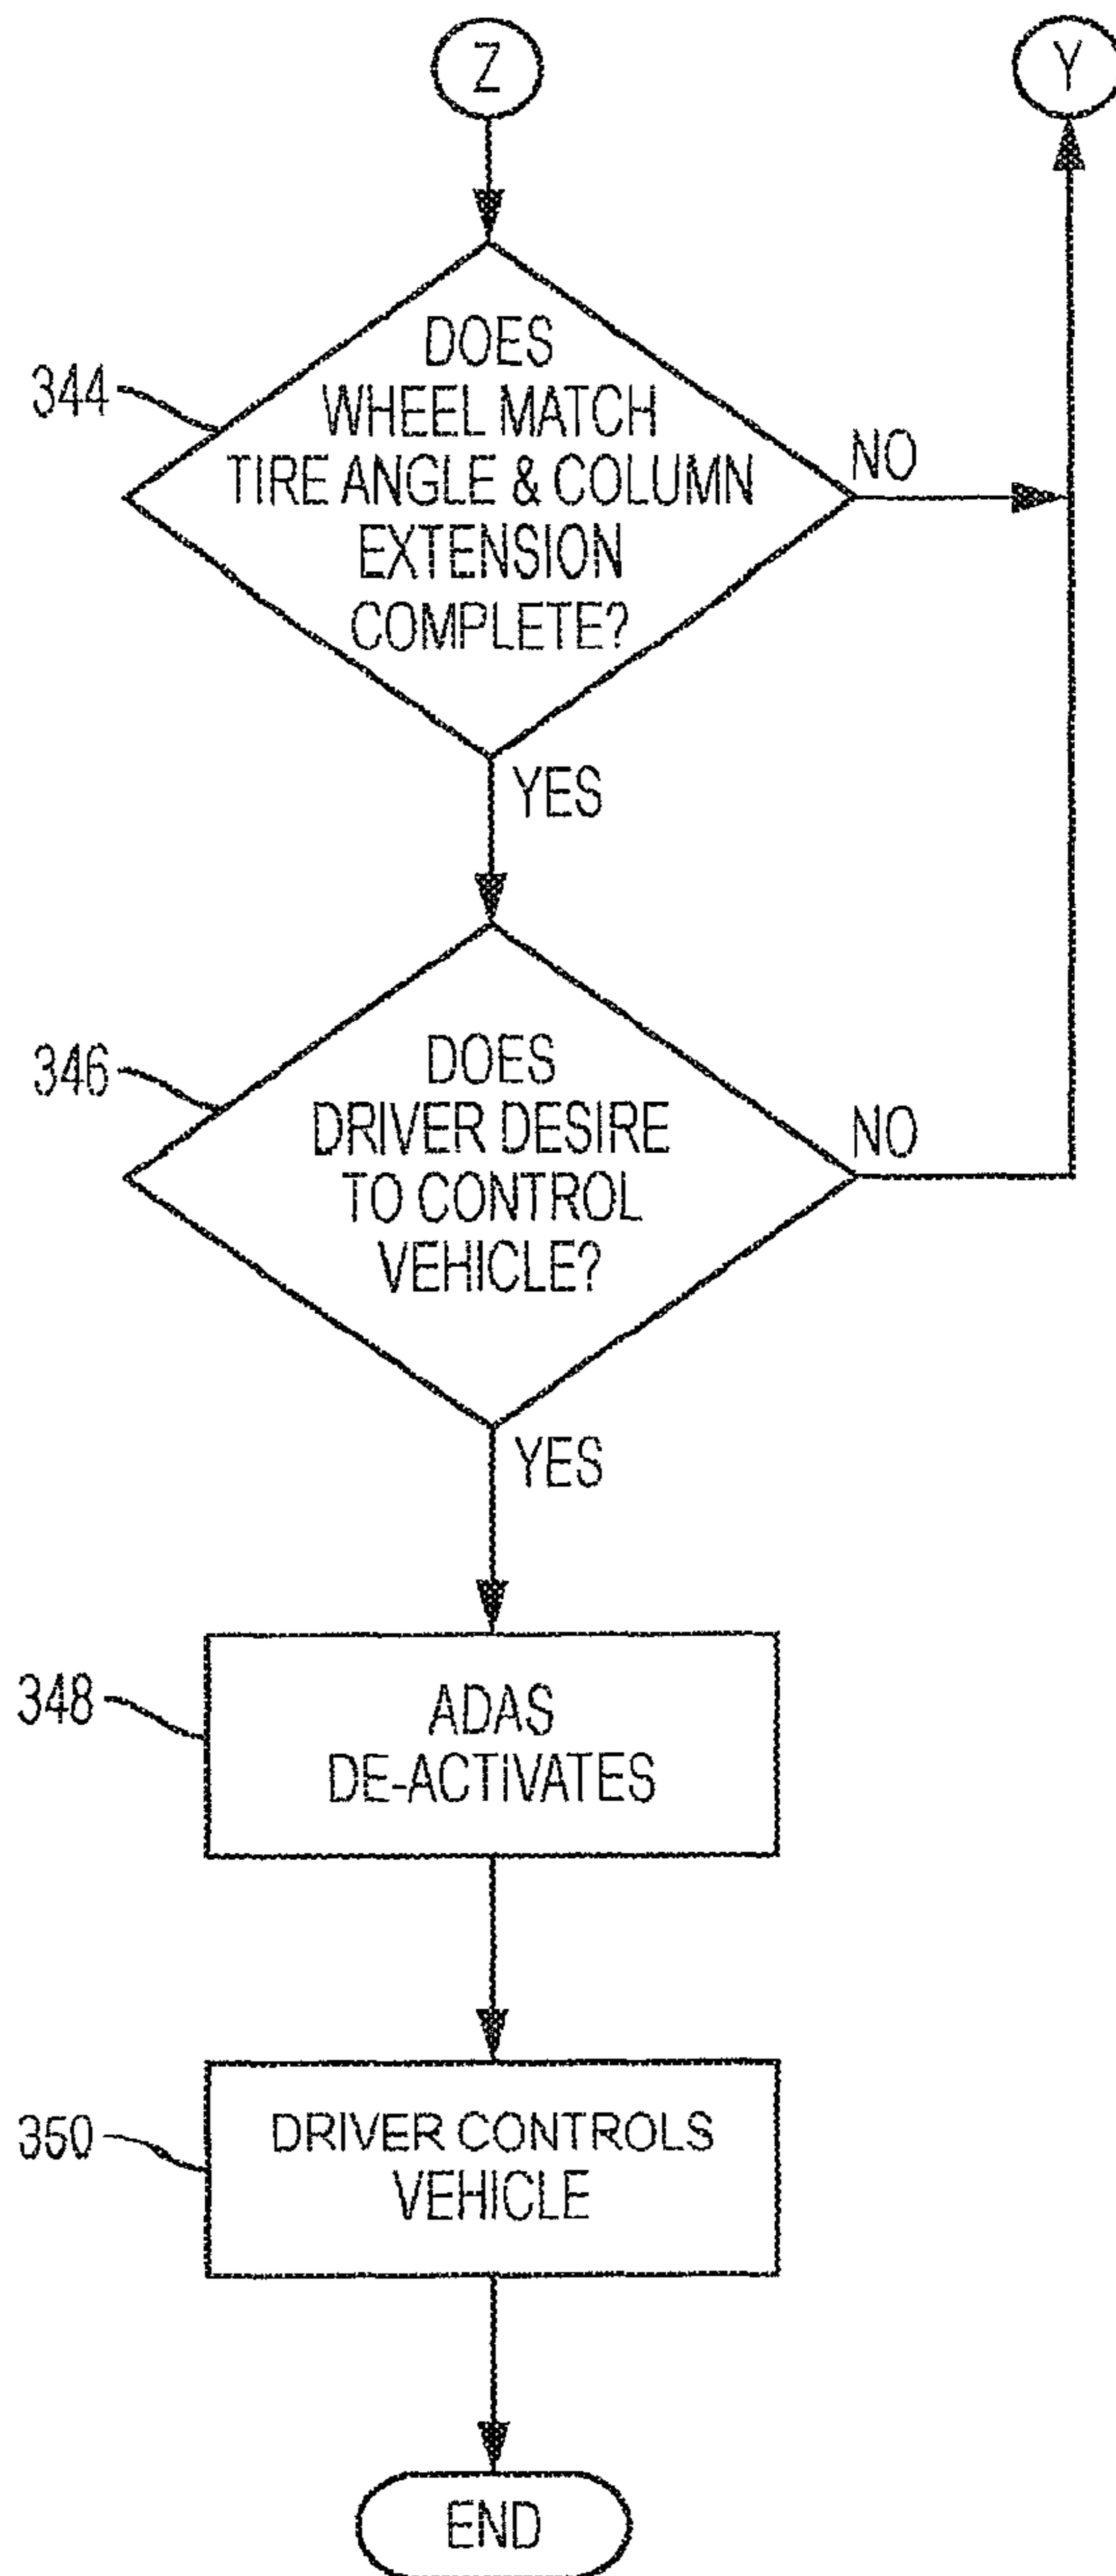 Z
Y
344
DOES
WHEEL MATCH
TIRE ANGLE & COLUMN
EXTENSION
COMPLETE?
NO
YES
346
DOES
DRIVER DESIRE
TO CONTROL
VEHICLE?
NO
YES
348
ADAS
DE-ACTIVATES
350
DRIVER CONTROLS
VEHICLE
END